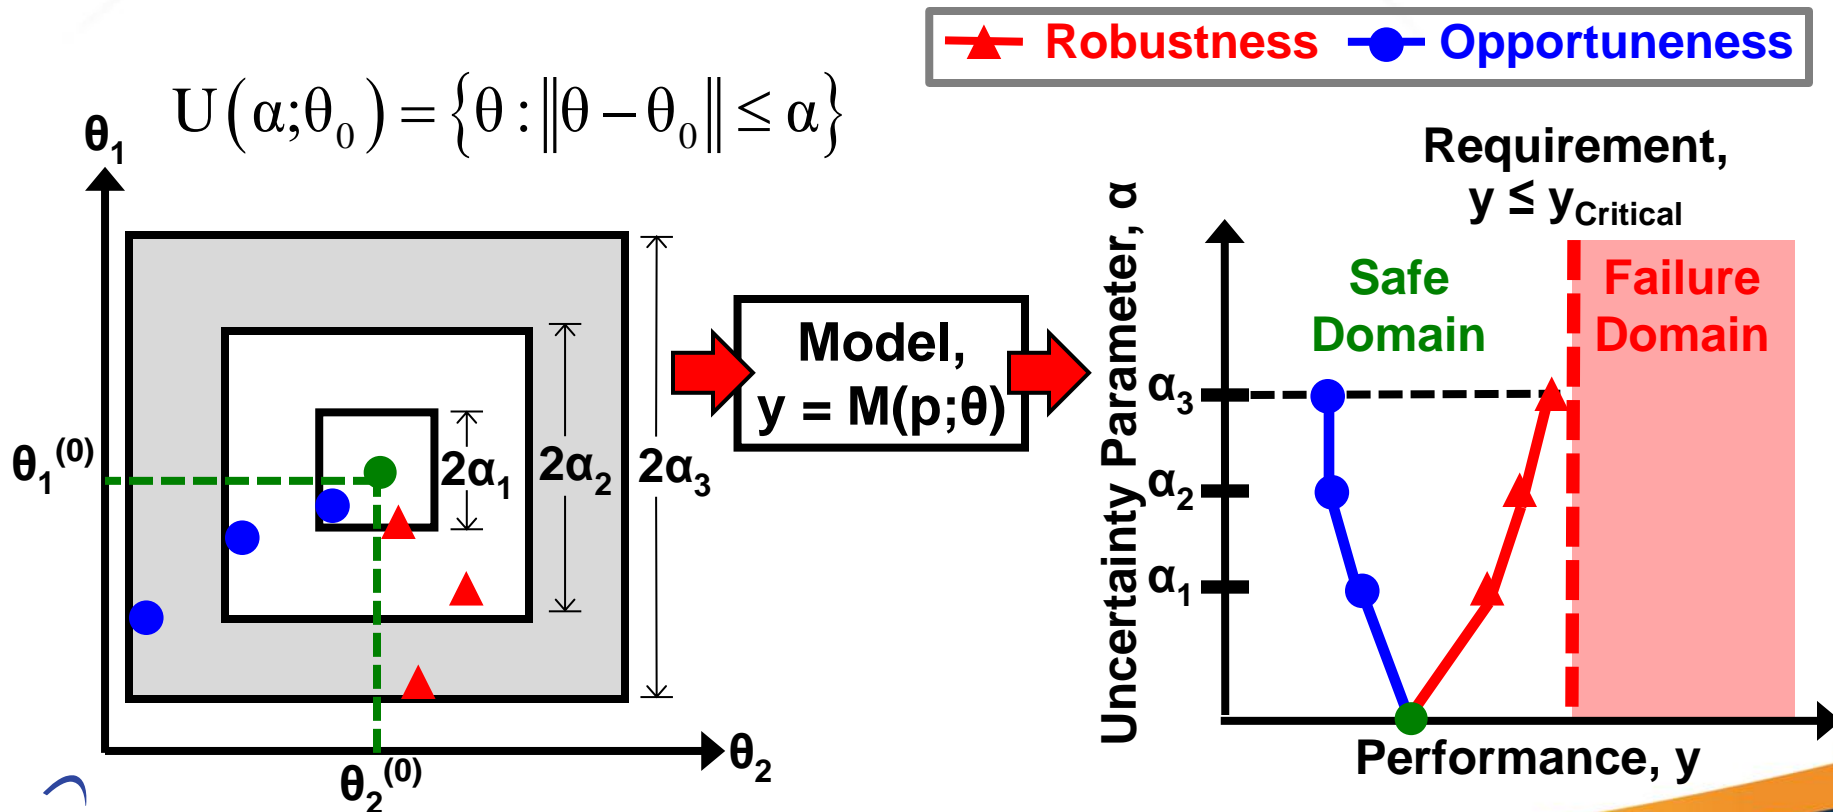 Robustness Opportuneness
U(α;θ₀) = {θ : ‖θ − θ₀‖ ≤ α}
θ₁
Requirement,
y ≤ y_Critical
Uncertainty Parameter, α
Safe
Domain
Failure
Domain
Model,
y = M(p;θ)
α₃
α₂
α₁
θ₁⁽⁰⁾
2α₁
2α₂
2α₃
θ₂
θ₂⁽⁰⁾
Performance, y